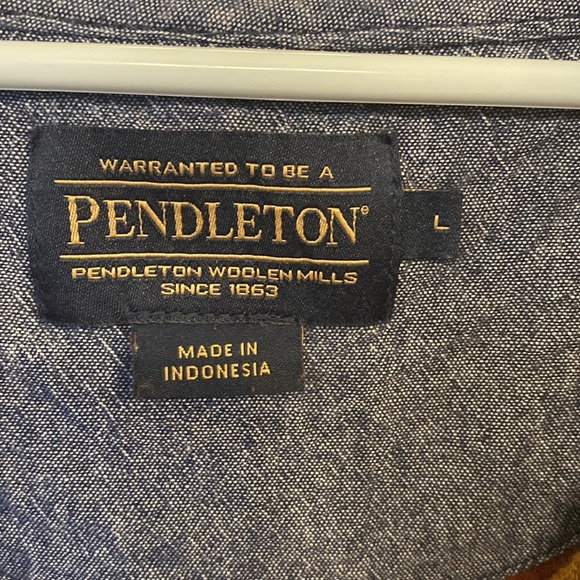 WARRANTED TO BE A
PENDLETON®
L
PENDLETON WOOLEN MILLS
SINCE 1863
MADE IN
INDONESIA